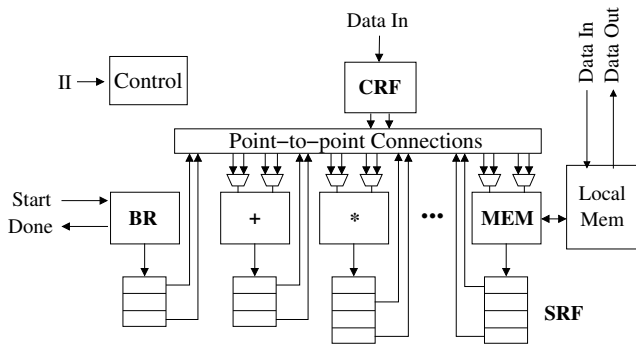 Data In
II
Control
CRF
Data In
Data Out
Point-to-point Connections
Start
Done
BR
+
*
•••
MEM
Local
Mem
SRF